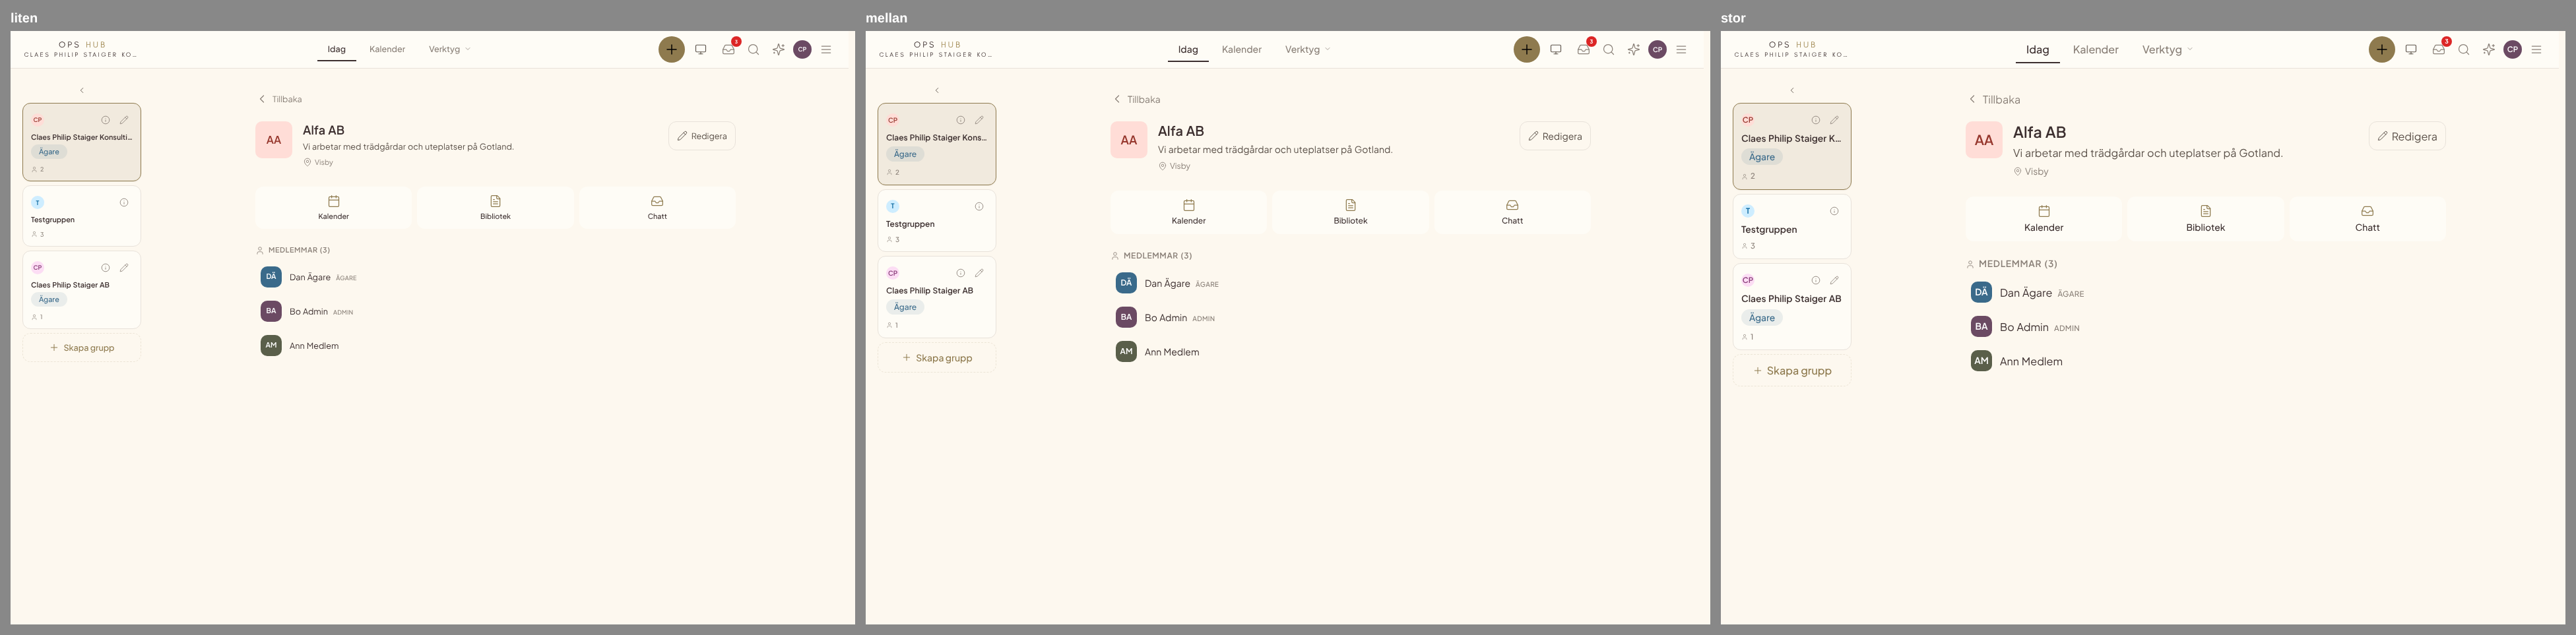 liten
OPS HUB
CLAES PHILIP STAIGER KO...
Idag
Kalender
Verktyg
3
CP
CP
Claes Philip Staiger Konsulti...
Ägare
2
T
Testgruppen
3
CP
Claes Philip Staiger AB
Ägare
1
+ Skapa grupp
Tillbaka
AA
Alfa AB
Vi arbetar med trädgårdar och uteplatser på Gotland.
Visby
Redigera
Kalender
Bibliotek
Chatt
MEDLEMMAR (3)
DÄ Dan Ägare ÄGARE
BA Bo Admin ADMIN
AM Ann Medlem
mellan
OPS HUB
CLAES PHILIP STAIGER KO...
Idag
Kalender
Verktyg
3
CP
CP
Claes Philip Staiger Kons...
Ägare
2
T
Testgruppen
3
CP
Claes Philip Staiger AB
Ägare
1
+ Skapa grupp
Tillbaka
AA
Alfa AB
Vi arbetar med trädgårdar och uteplatser på Gotland.
Visby
Redigera
Kalender
Bibliotek
Chatt
MEDLEMMAR (3)
DÄ Dan Ägare ÄGARE
BA Bo Admin ADMIN
AM Ann Medlem
stor
OPS HUB
CLAES PHILIP STAIGER KO...
Idag
Kalender
Verktyg
3
CP
CP
Claes Philip Staiger K...
Ägare
2
T
Testgruppen
3
CP
Claes Philip Staiger AB
Ägare
1
+ Skapa grupp
Tillbaka
AA
Alfa AB
Vi arbetar med trädgårdar och uteplatser på Gotland.
Visby
Redigera
Kalender
Bibliotek
Chatt
MEDLEMMAR (3)
DÄ Dan Ägare ÄGARE
BA Bo Admin ADMIN
AM Ann Medlem